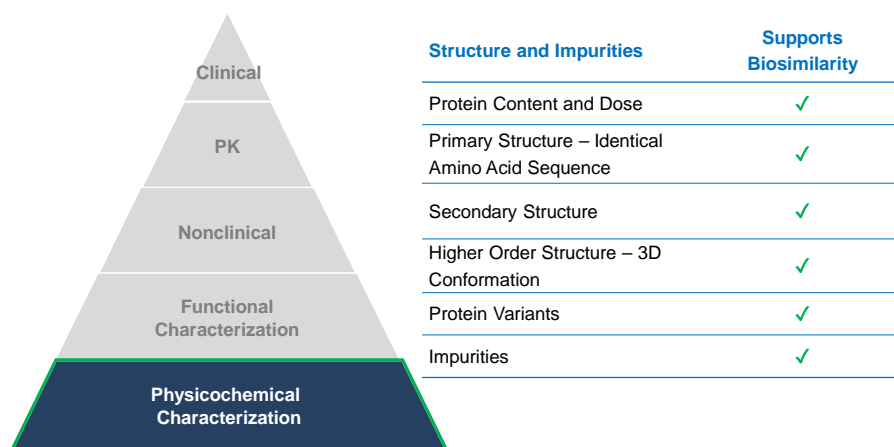 Clinical
PK
Nonclinical
Functional
Characterization
Physicochemical
Characterization
Structure and Impurities
Supports
Biosimilarity
Protein Content and Dose
✓
Primary Structure – Identical
Amino Acid Sequence
✓
Secondary Structure
✓
Higher Order Structure – 3D
Conformation
✓
Protein Variants
✓
Impurities
✓